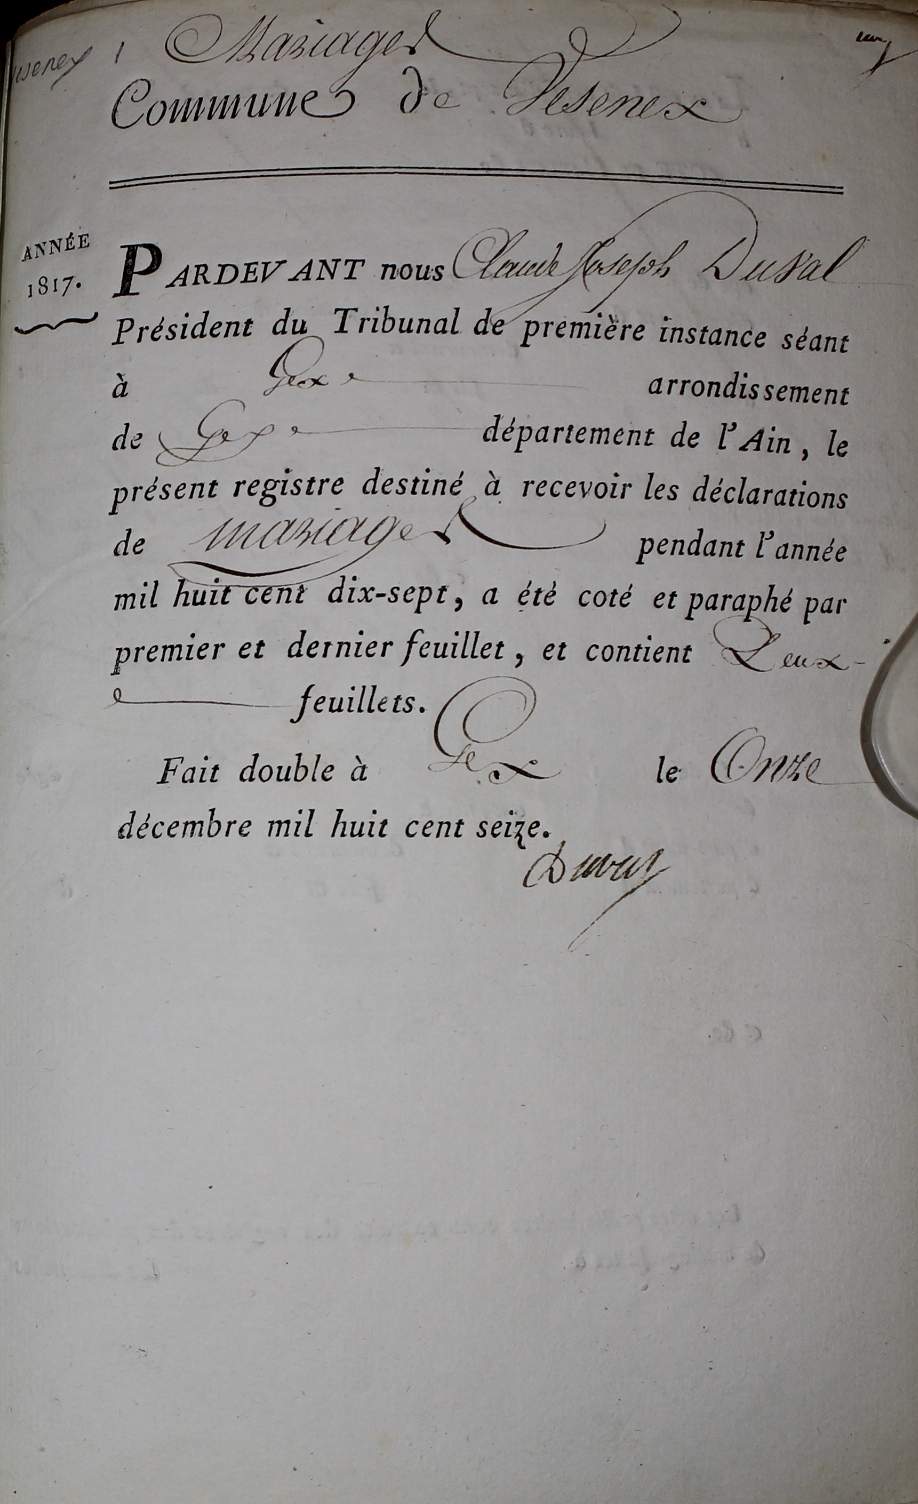 Mariages
Commune de Vesenex
ANNÉE
1817.
PARDEVANT nous Claude Joseph Duval
Président du Tribunal de première instance séant
à Gex arrondissement
de Gex département de l'Ain, le
présent registre destiné à recevoir les déclarations
de mariages pendant l'année
mil huit cent dix-sept, a été coté et paraphé par
premier et dernier feuillet, et contient Deux
feuillets.
Fait double à Gex le Onze
décembre mil huit cent seize.
Duval